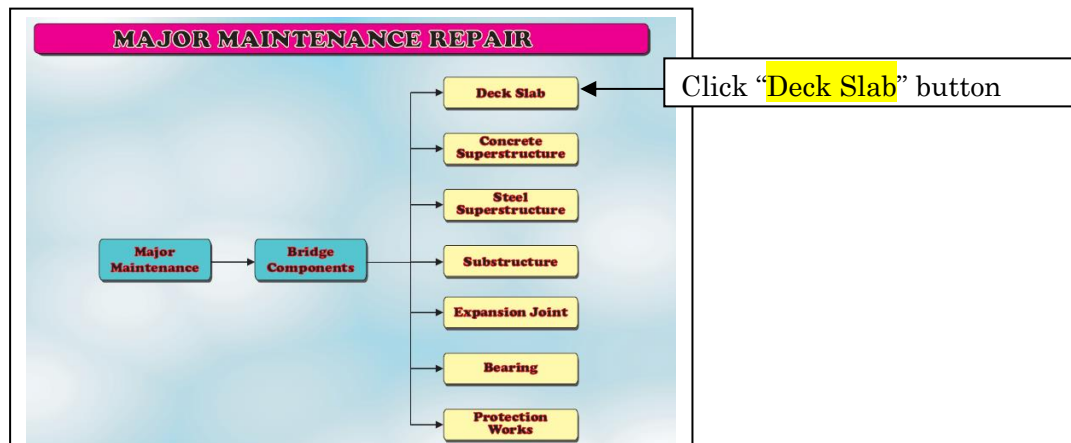 MAJOR MAINTENANCE REPAIR
Deck Slab
Click “Deck Slab” button
Concrete
Superstructure
Steel
Superstructure
Major
Maintenance
Bridge
Components
Substructure
Expansion Joint
Bearing
Protection
Works